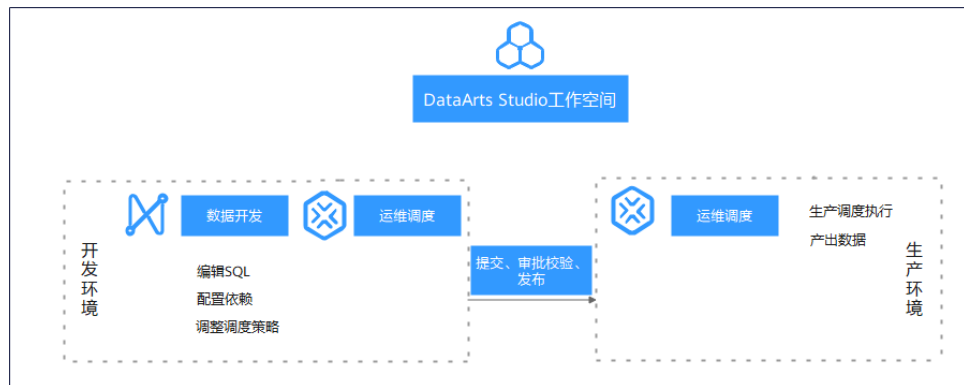 DataArts Studio工作空间
开发环境
数据开发
运维调度
编辑SQL
配置依赖
调整调度策略
提交、审批校验、
发布
运维调度
生产调度执行
产出数据
生产环境